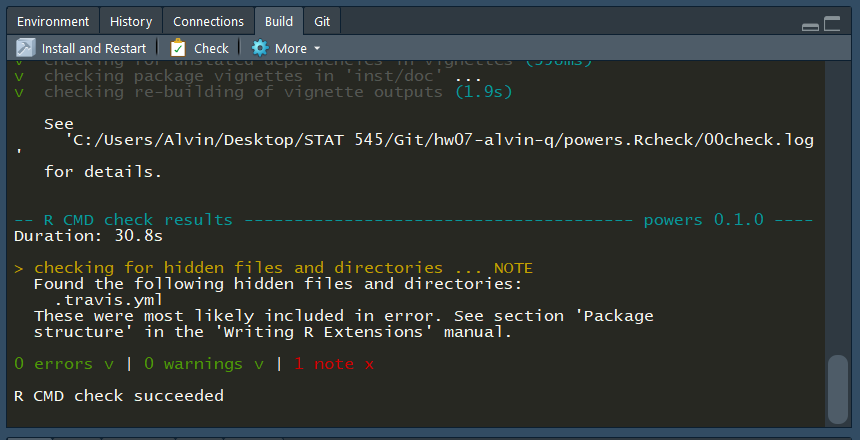 Environment History Connections Build Git
Install and Restart Check More
v checking for unstated dependencies in vignettes (998ms)
v checking package vignettes in 'inst/doc' ...
v checking re-building of vignette outputs (1.9s)
See
'C:/Users/Alvin/Desktop/STAT 545/Git/hw07-alvin-q/powers.Rcheck/00check.log
'
for details.
-- R CMD check results --------------------------------------- powers 0.1.0 ----
Duration: 30.8s
> checking for hidden files and directories ... NOTE
Found the following hidden files and directories:
.travis.yml
These were most likely included in error. See section 'Package
structure' in the 'Writing R Extensions' manual.
0 errors v | 0 warnings v | 1 note x
R CMD check succeeded